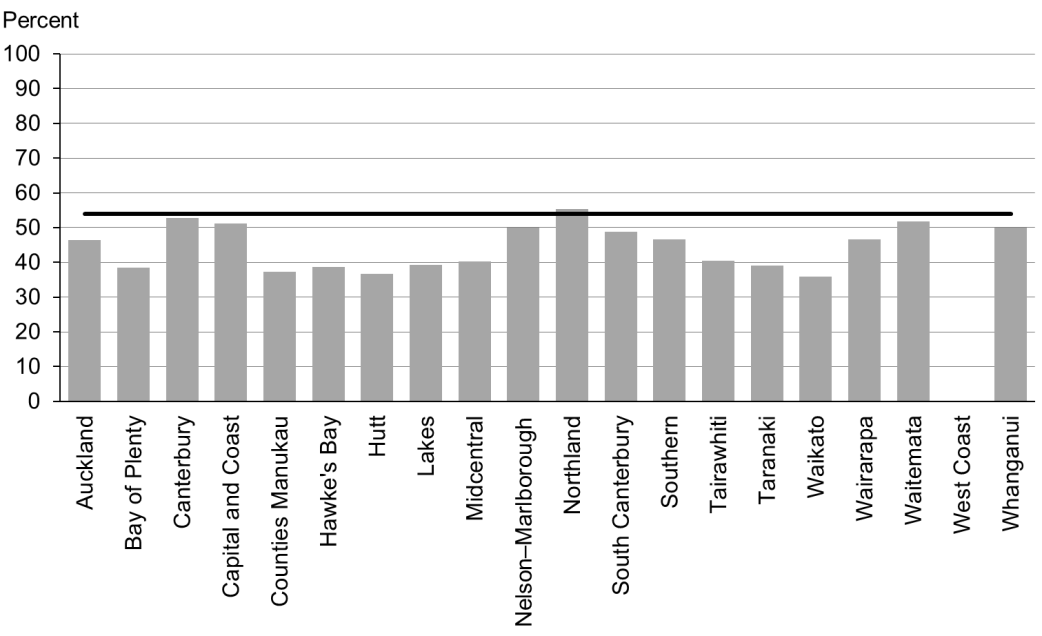 Percent
100
90
80
70
60
50
40
30
20
10
0
Auckland
Bay of Plenty
Canterbury
Capital and Coast
Counties Manukau
Hawke's Bay
Hutt
Lakes
Midcentral
Nelson–Marlborough
Northland
South Canterbury
Southern
Tairawhiti
Taranaki
Waikato
Wairarapa
Waitemata
West Coast
Whanganui